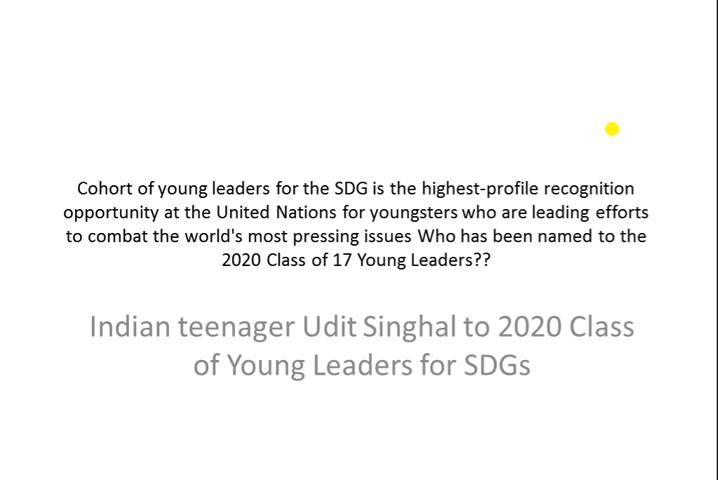 Cohort of young leaders for the SDG is the highest-profile recognition
opportunity at the United Nations for youngsters who are leading efforts
to combat the world's most pressing issues Who has been named to the
2020 Class of 17 Young Leaders??
Indian teenager Udit Singhal to 2020 Class
of Young Leaders for SDGs